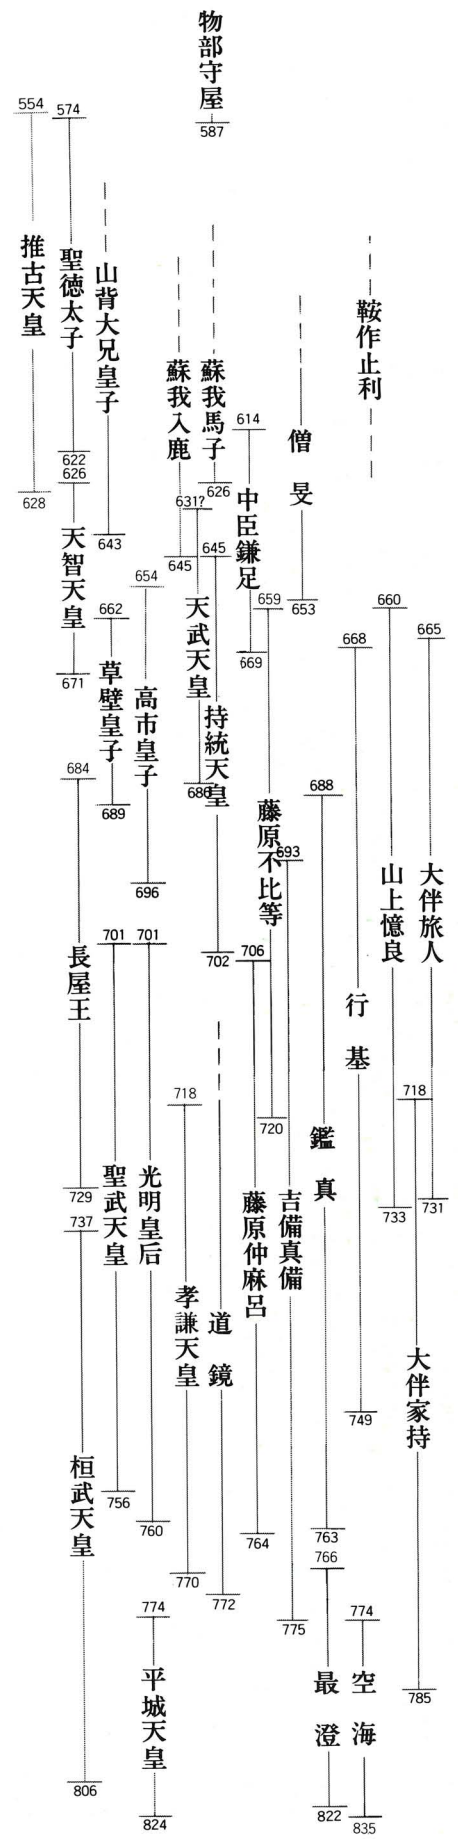 物部守屋
587
554
推古天皇
628
574
聖徳太子
622
山背大兄皇子
643
蘇我入鹿
645
蘇我馬子
626
鞍作止利
僧旻
653
614
中臣鎌足
669
626
天智天皇
671
631?
天武天皇
686
645
持統天皇
702
654
高市皇子
696
662
草壁皇子
689
659
藤原不比等
720
660
山上憶良
733
665
大伴旅人
731
668
行基
749
684
長屋王
729
688
鑑真
763
693
吉備真備
775
701
聖武天皇
756
701
光明皇后
760
706
藤原仲麻呂
764
718
孝謙天皇
770
道鏡
772
718
大伴家持
785
737
桓武天皇
806
766
最澄
822
774
空海
835
774
平城天皇
824